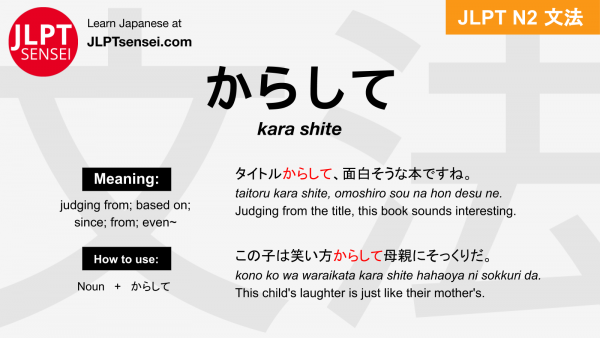 JLPT
SENSEI
Learn Japanese at
JLPTsensei.com
JLPT N2 文法
文法
からして
kara shite
Meaning:
judging from; based on;
since; from; even~
How to use:
Noun + からして
タイトルからして、面白そうな本ですね。
taitoru kara shite, omoshiro sou na hon desu ne.
Judging from the title, this book sounds interesting.
この子は笑い方からして母親にそっくりだ。
kono ko wa waraikata kara shite hahaoya ni sokkuri da.
This child's laughter is just like their mother's.